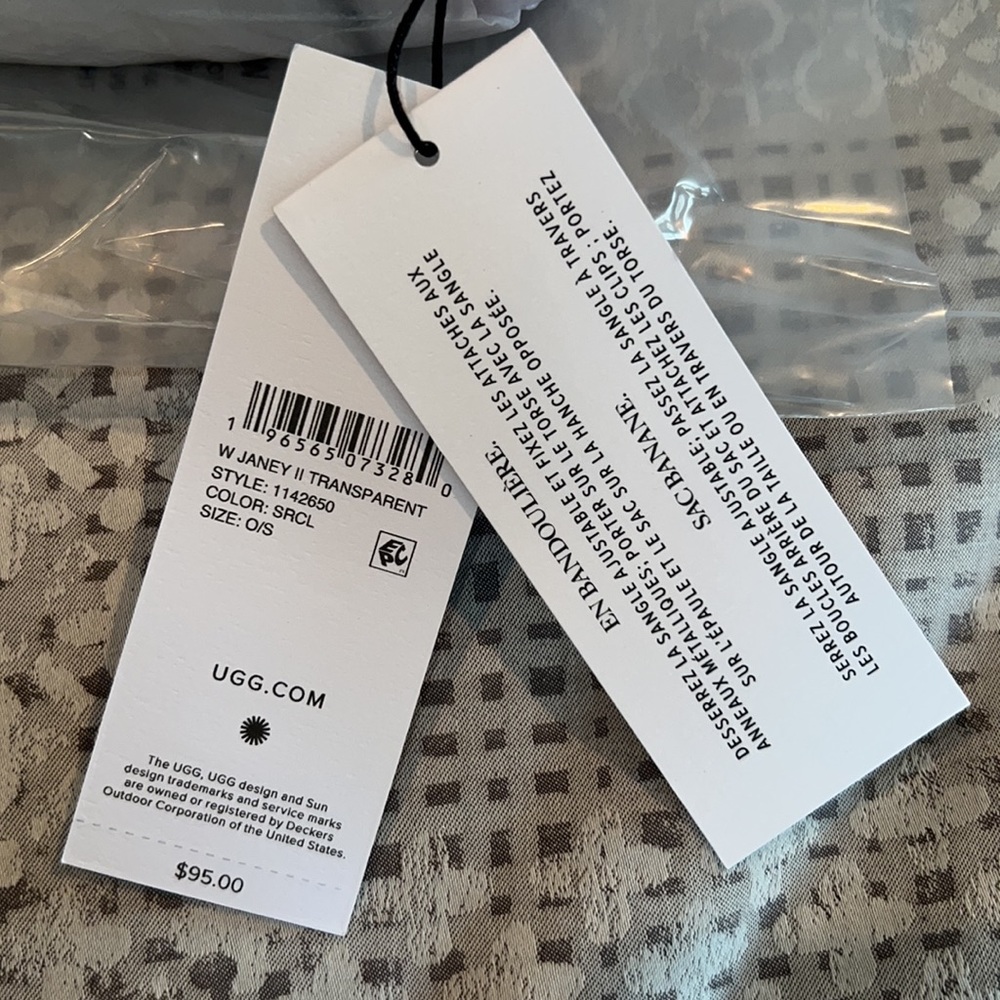 1 96565 07328 0
W JANEY II TRANSPARENT
STYLE: 1142650
COLOR: SRCL
SIZE: O/S
EPC
UGG.COM
The UGG, UGG design and Sun
design trademarks and service marks
are owned or registered by Deckers
Outdoor Corporation of the United States.
$95.00
EN BANDOULIÈRE.
DESSERREZ LA SANGLE AJUSTABLE ET FIXEZ LES ATTACHES AUX
ANNEAUX MÉTALLIQUES; PORTER SUR LE TORSE AVEC LA SANGLE
SUR L'ÉPAULE ET LE SAC SUR LA HANCHE OPPOSÉE.
SAC BANANE.
SERREZ LA SANGLE AJUSTABLE; PASSEZ LA SANGLE À TRAVERS
LES BOUCLES ARRIÈRE DU SAC ET ATTACHEZ LES CLIPS ; PORTEZ
AUTOUR DE LA TAILLE OU EN TRAVERS DU TORSE.